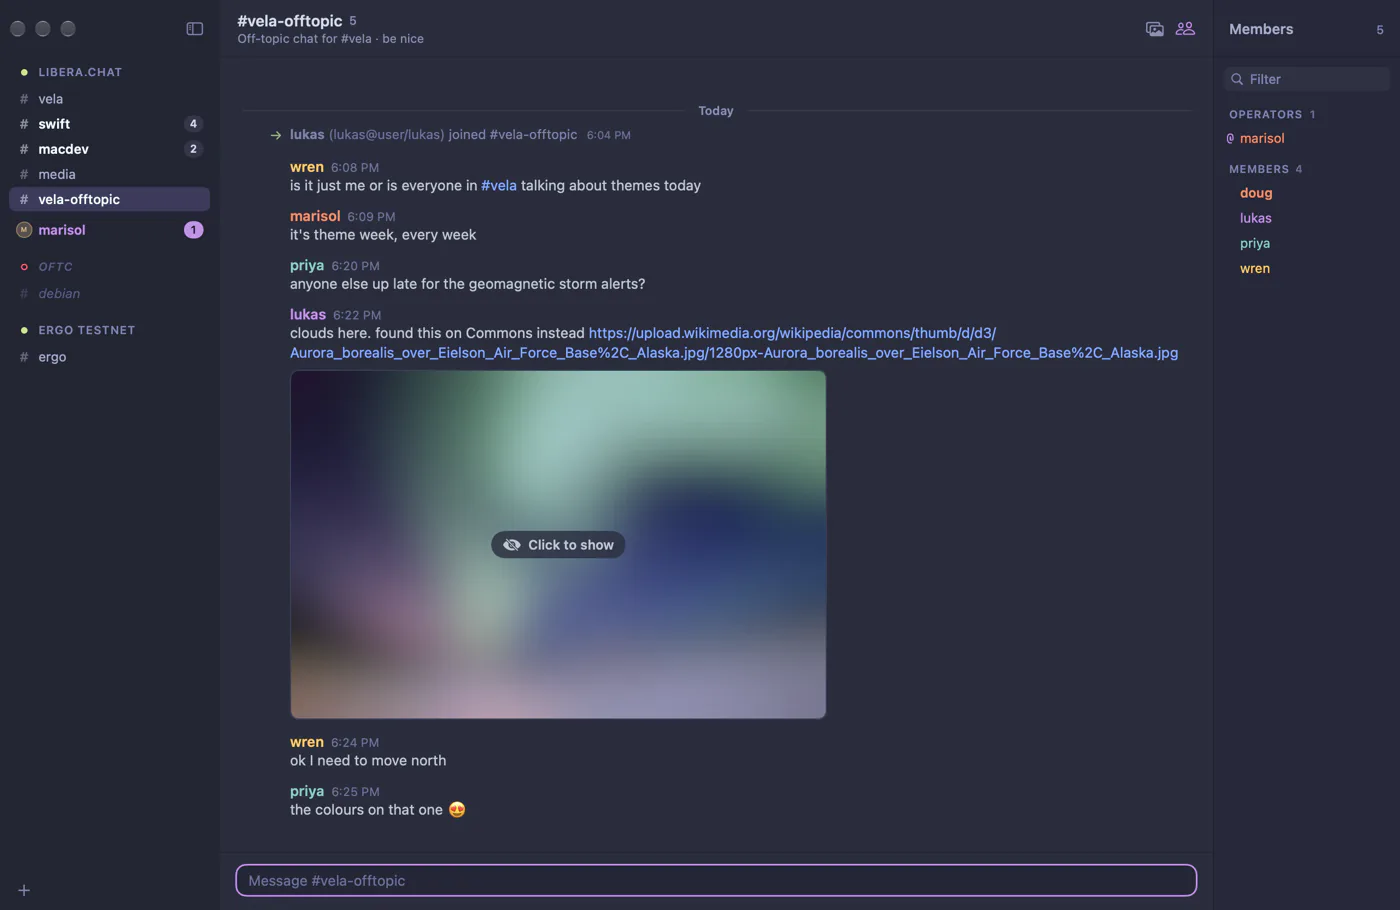 LIBERA.CHAT
# vela
# swift 4
# macdev 2
# media
# vela-offtopic
M marisol 1
OFTC
# debian
ERGO TESTNET
# ergo
#vela-offtopic 5
Off-topic chat for #vela · be nice
Today
→ lukas (lukas@user/lukas) joined #vela-offtopic 6:04 PM
wren 6:08 PM
is it just me or is everyone in #vela talking about themes today
marisol 6:09 PM
it's theme week, every week
priya 6:20 PM
anyone else up late for the geomagnetic storm alerts?
lukas 6:22 PM
clouds here. found this on Commons instead https://upload.wikimedia.org/wikipedia/commons/thumb/d/d3/
Aurora_borealis_over_Eielson_Air_Force_Base%2C_Alaska.jpg/1280px-Aurora_borealis_over_Eielson_Air_Force_Base%2C_Alaska.jpg
Click to show
wren 6:24 PM
ok I need to move north
priya 6:25 PM
the colours on that one 😍
Message #vela-offtopic
Members 5
Filter
OPERATORS 1
@ marisol
MEMBERS 4
doug
lukas
priya
wren